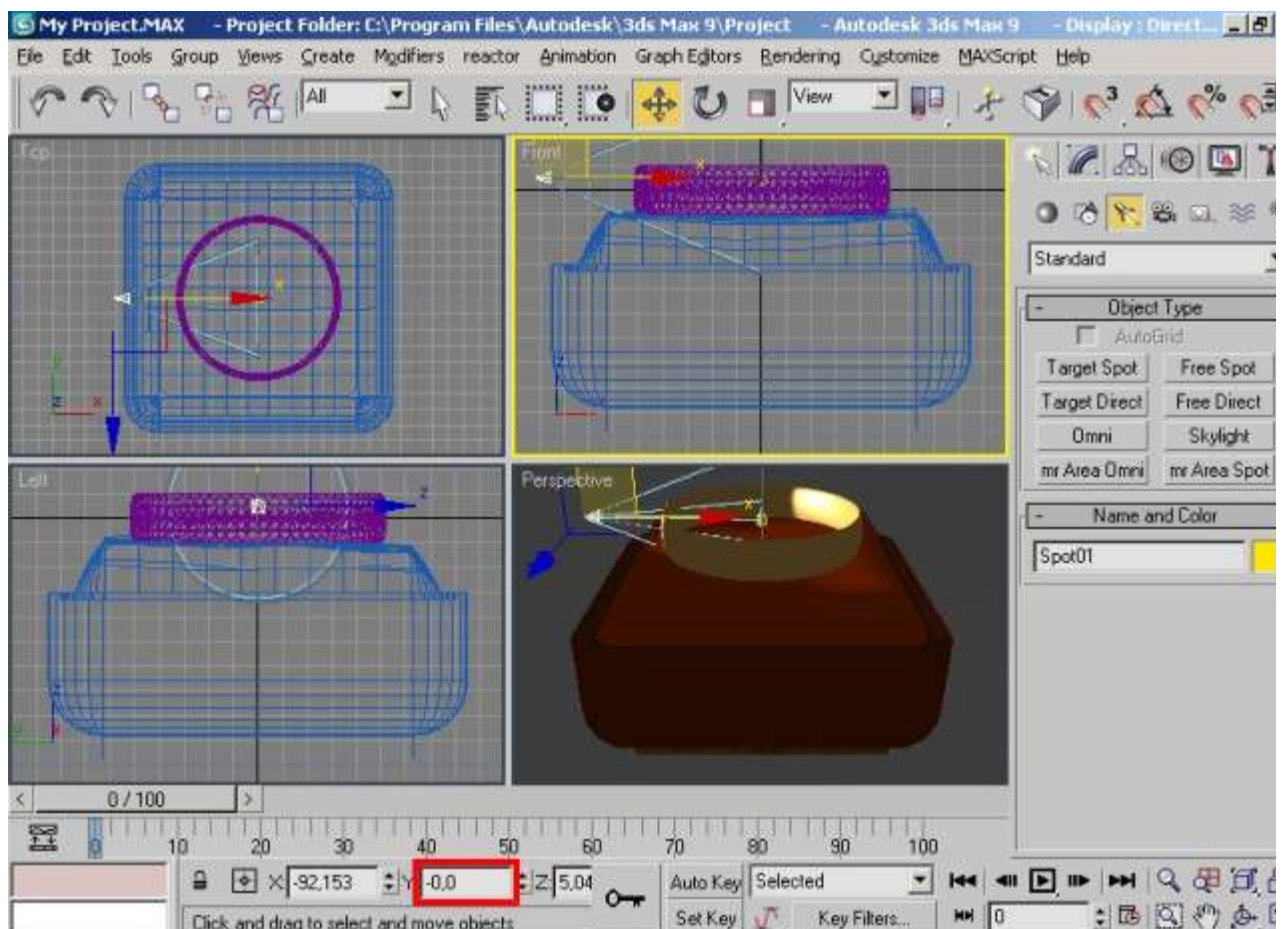 My Project.MAX - Project Folder: C:\Program Files\Autodesk\3ds Max 9\Project - Autodesk 3ds Max 9 - Display : Direct...
File Edit Tools Group Views Create Modifiers reactor Animation Graph Editors Rendering Customize MAXScript Help
All View 3 %
Top Front
Standard
- Object Type
AutoGrid
Target Spot Free Spot
Target Direct Free Direct
Omni Skylight
mr Area Omni mr Area Spot
Left Perspective
- Name and Color
Spot01
< 0 / 100 >
0 10 20 30 40 50 60 70 80 90 100
X: -92,153 Y: -0,0 Z: 5,04 Auto Key Selected
Click and drag to select and move objects Set Key Key Filters... 0